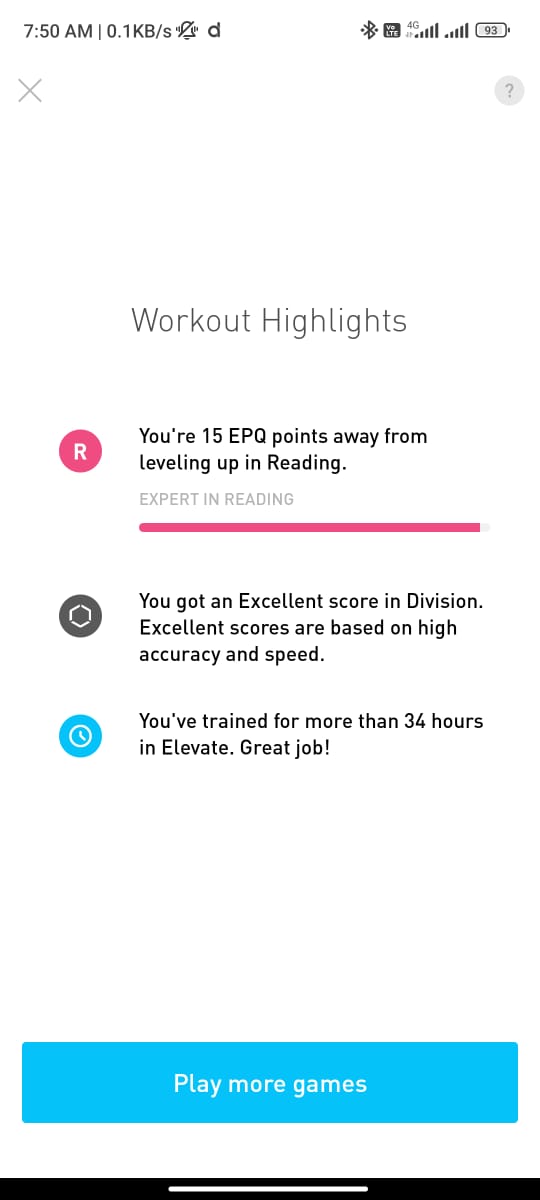 7:50 AM | 0.1KB/s d Vo LTE 4G 93
?
Workout Highlights
R
You're 15 EPQ points away from
leveling up in Reading.
EXPERT IN READING
You got an Excellent score in Division.
Excellent scores are based on high
accuracy and speed.
You've trained for more than 34 hours
in Elevate. Great job!
Play more games